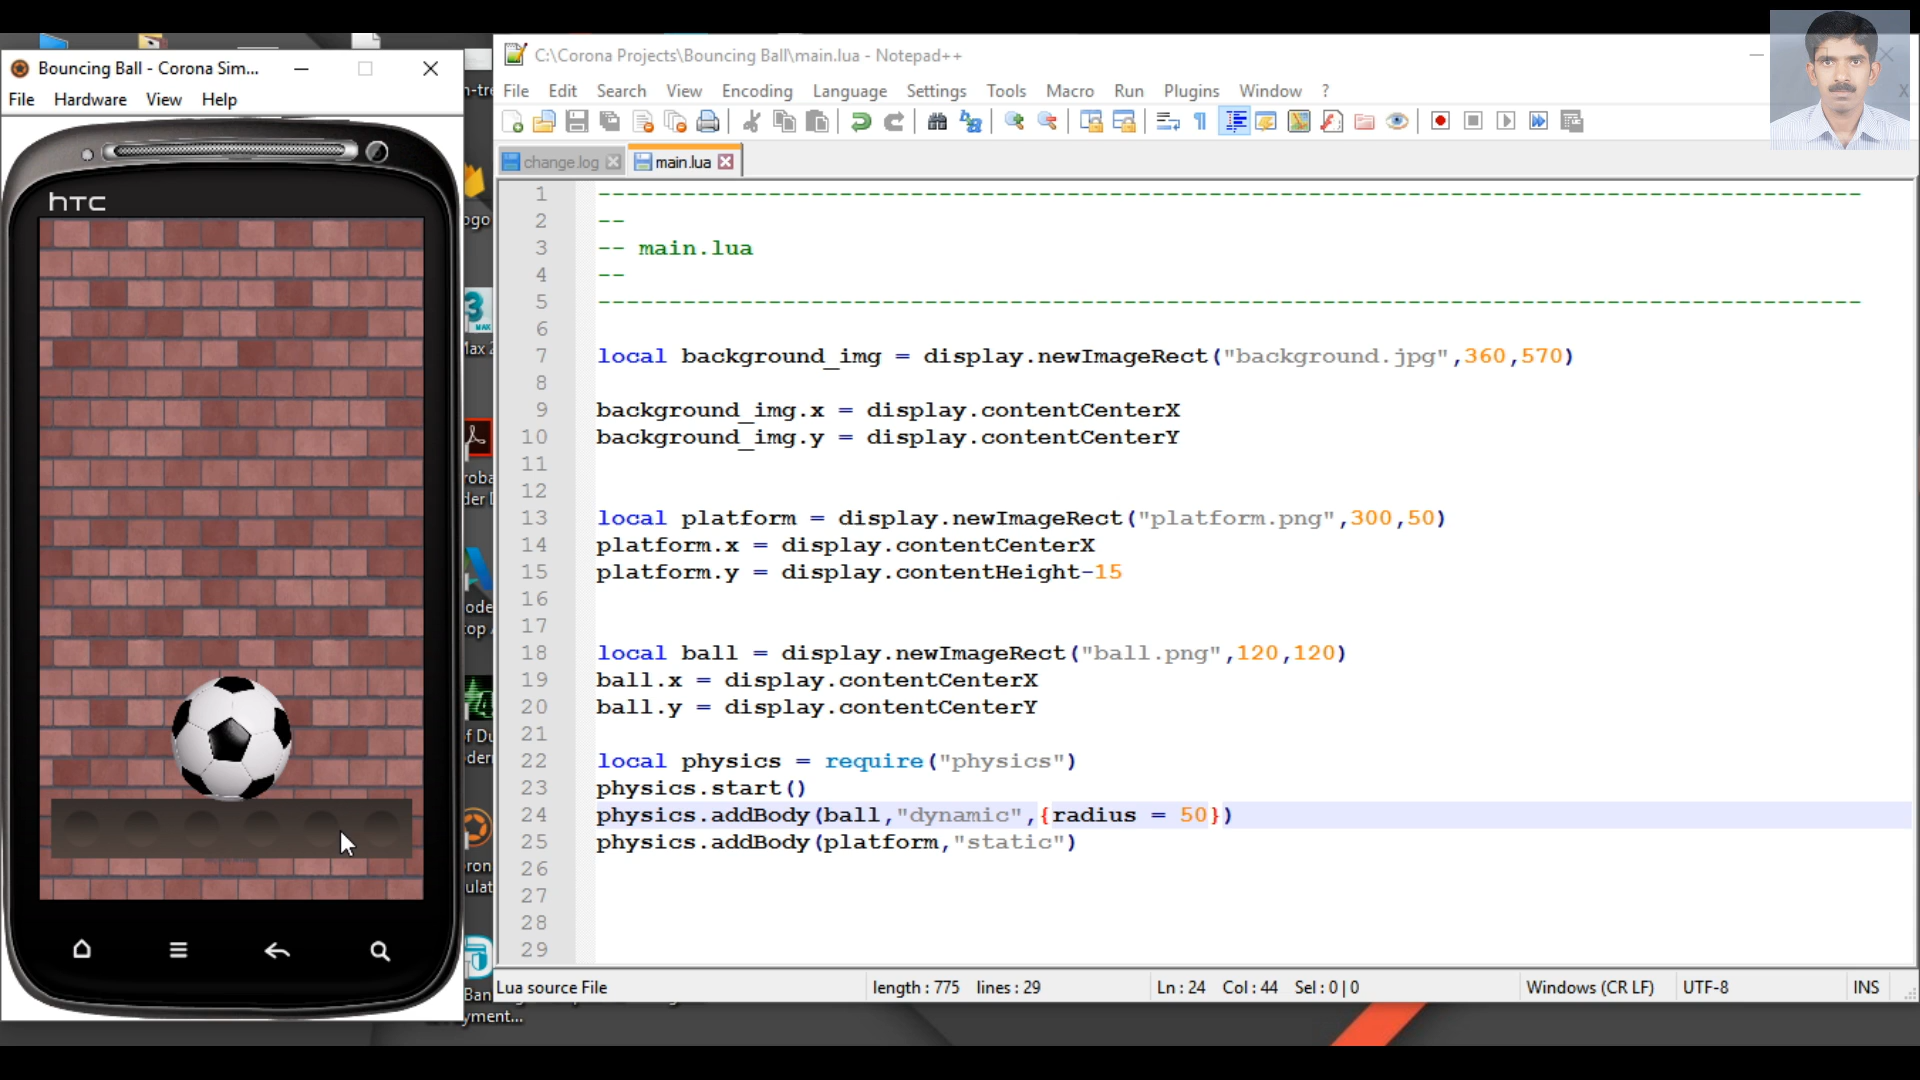 Bouncing Ball - Corona Sim...
File Hardware View Help
htc
C:\Corona Projects\Bouncing Ball\main.lua - Notepad++
File Edit Search View Encoding Language Settings Tools Macro Run Plugins Window ?
change.log main.lua
1 --------------------------------------------------------------------------------
2 --
3 -- main.lua
4 --
5 --------------------------------------------------------------------------------
6
7 local background_img = display.newImageRect("background.jpg",360,570)
8
9 background_img.x = display.contentCenterX
10 background_img.y = display.contentCenterY
11
12
13 local platform = display.newImageRect("platform.png",300,50)
14 platform.x = display.contentCenterX
15 platform.y = display.contentHeight-15
16
17
18 local ball = display.newImageRect("ball.png",120,120)
19 ball.x = display.contentCenterX
20 ball.y = display.contentCenterY
21
22 local physics = require("physics")
23 physics.start()
24 physics.addBody(ball,"dynamic",{radius = 50})
25 physics.addBody(platform,"static")
26
27
28
29
Lua source File length : 775 lines : 29 Ln : 24 Col : 44 Sel : 0 | 0 Windows (CR LF) UTF-8 INS